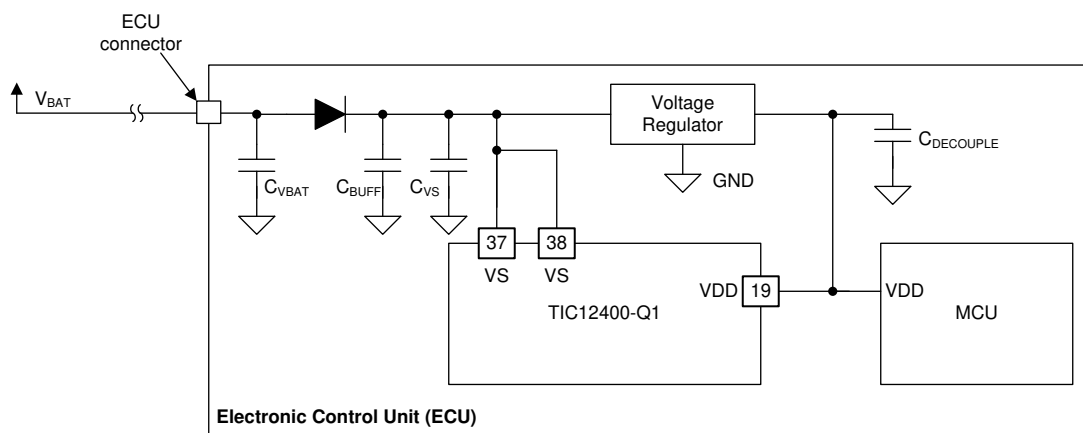 ECU
connector
VBAT
Voltage
Regulator
CDECOUPLE
CVBAT
CBUFF
CVS
GND
37
38
VS
VS
VDD
19
VDD
TIC12400-Q1
MCU
Electronic Control Unit (ECU)